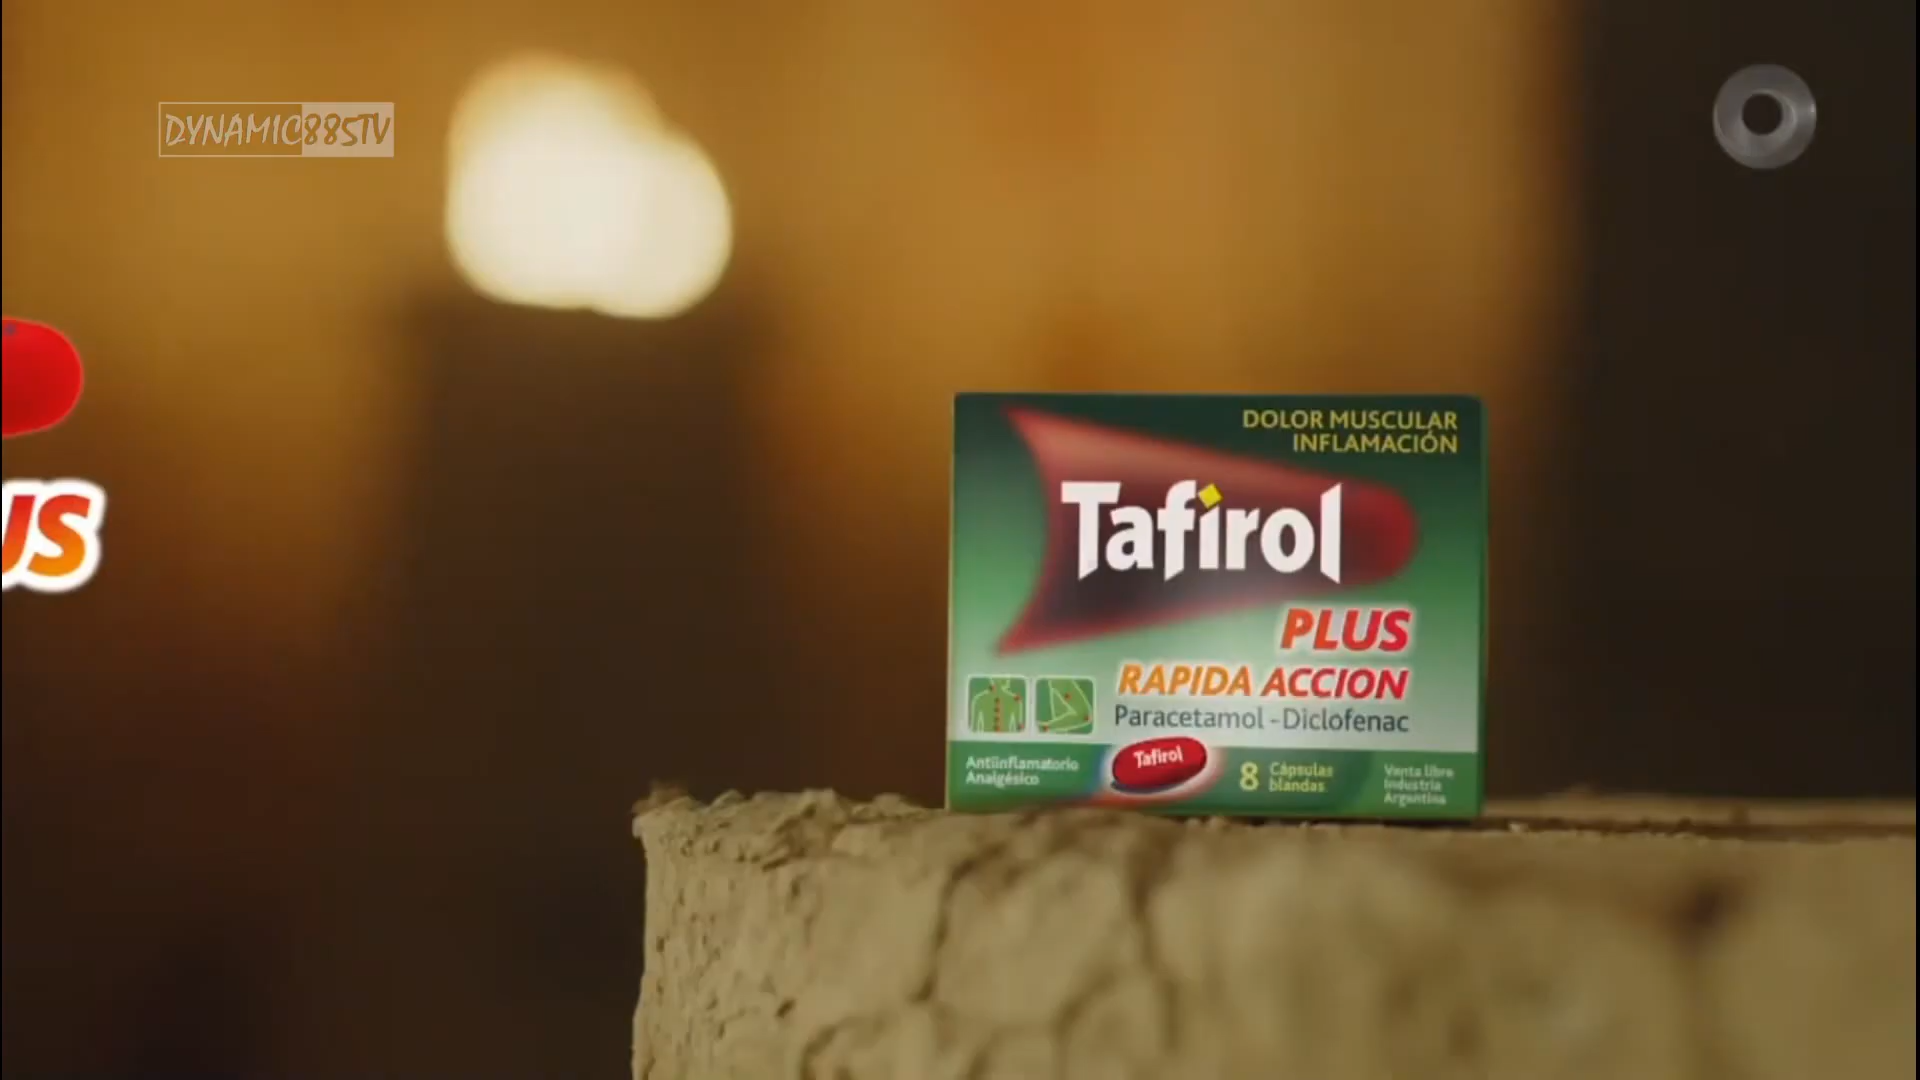 DYNAMIC885TV
US
DOLOR MUSCULAR
INFLAMACIÓN
Tafirol
PLUS
RAPIDA ACCION
Paracetamol - Diclofenac
Antiinflamatorio
Analgésico
Tafirol
8 Cápsulas
blandas
Venta libre
Industria
Argentina